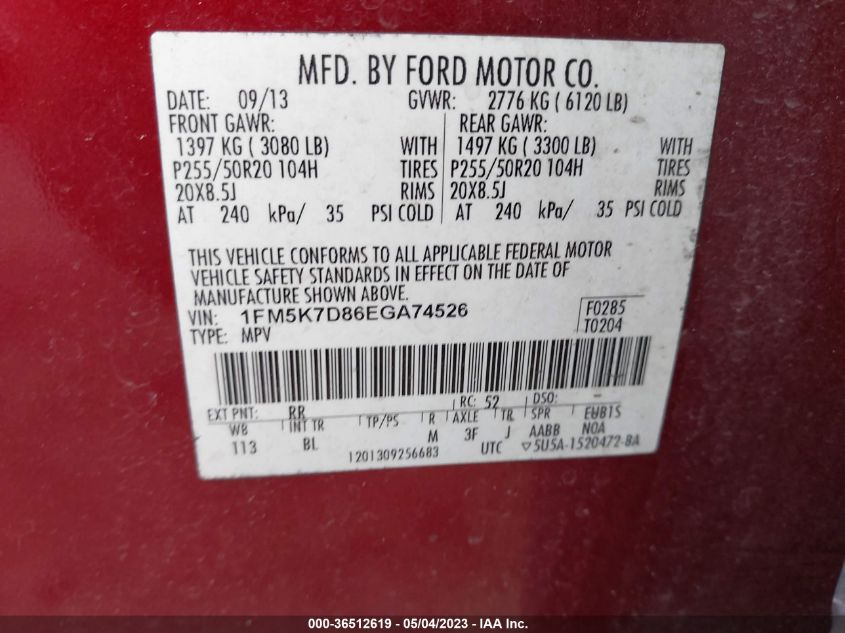 MFD. BY FORD MOTOR CO.
DATE: 09/13 GVWR: 2776 KG ( 6120 LB)
FRONT GAWR: REAR GAWR:
1397 KG ( 3080 LB) WITH 1497 KG ( 3300 LB) WITH
P255/50R20 104H TIRES P255/50R20 104H TIRES
20X8.5J RIMS 20X8.5J RIMS
AT 240 kPa/ 35 PSI COLD AT 240 kPa/ 35 PSI COLD
THIS VEHICLE CONFORMS TO ALL APPLICABLE FEDERAL MOTOR
VEHICLE SAFETY STANDARDS IN EFFECT ON THE DATE OF
MANUFACTURE SHOWN ABOVE.
VIN: 1FM5K7D86EGA74526 F0285
TYPE: MPV T0204
EXT PNT: RR RC: 52 DSO: -
WB INT TR TP/PS R AXLE TR SPR
113 BL M 3F J AABB N0A
1201309256683 UTC ▽5U5A-1520472-BA
000-36512619 - 05/04/2023 - IAA Inc.